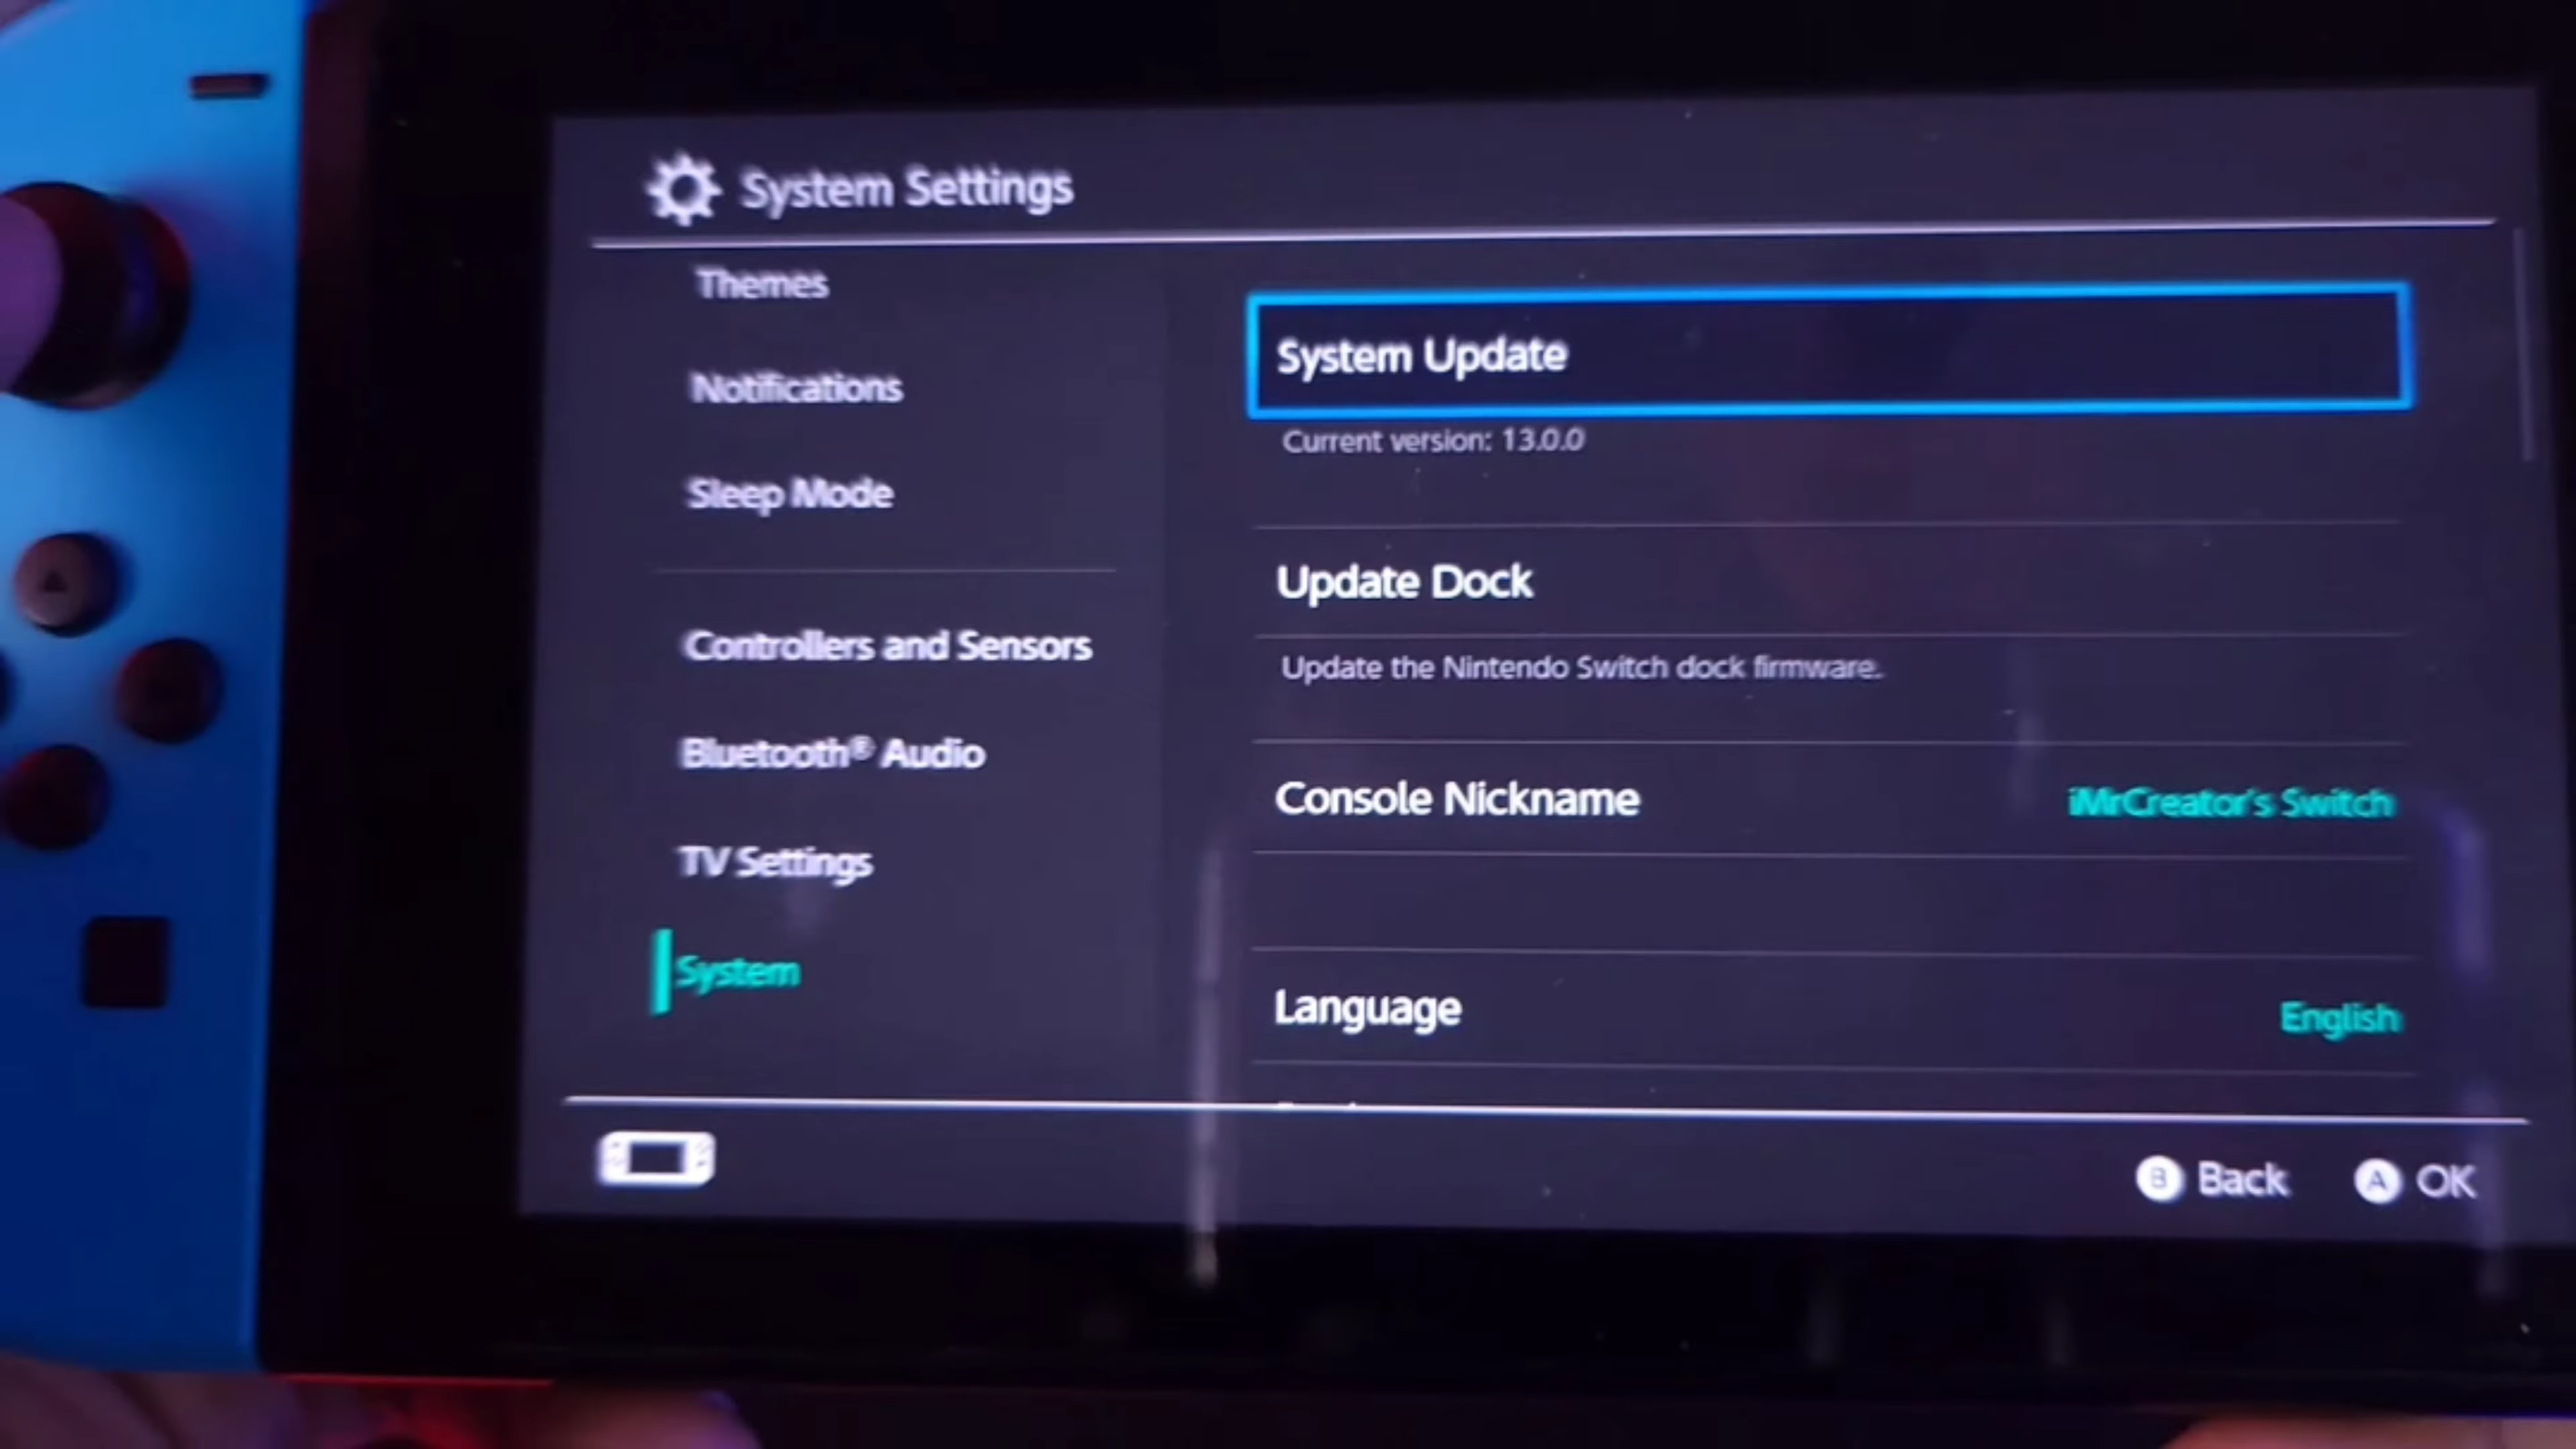 System Settings
Themes
Notifications
Sleep Mode
Controllers and Sensors
Bluetooth® Audio
TV Settings
System
System Update
Current version: 13.0.0
Update Dock
Update the Nintendo Switch dock firmware.
Console Nickname iMrCreator's Switch
Language English
B Back A OK